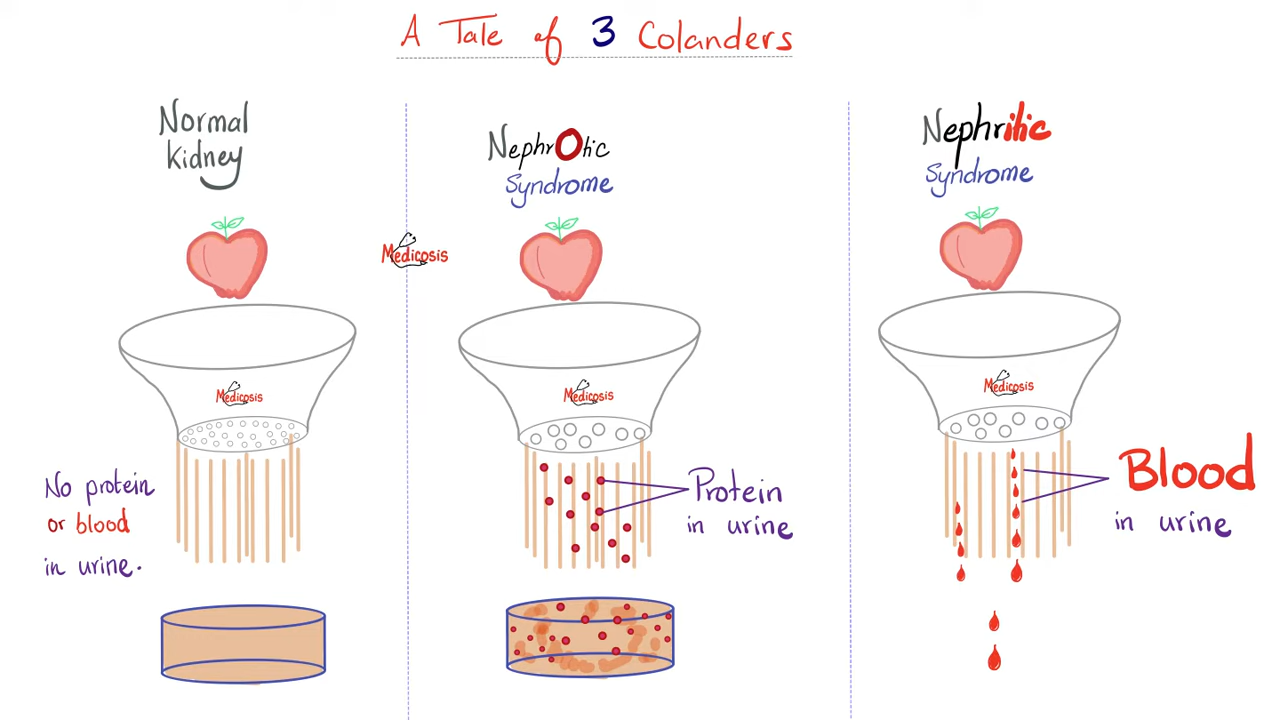 A Tale of 3 Colanders
Normal
kidney
Medicosis
No protein
or blood
in urine.
NephrOtic
Syndrome
Medicosis
Medicosis
Protein
in urine
Nephritic
Syndrome
Medicosis
Blood
in urine